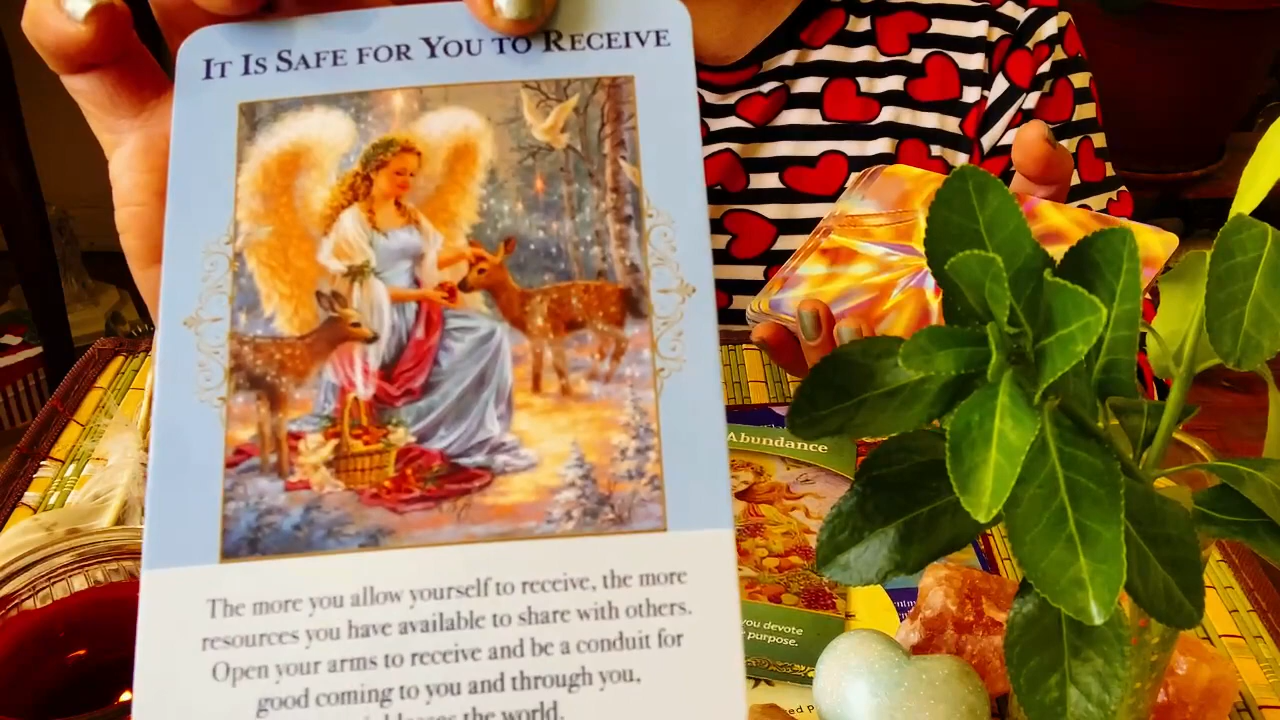 IT IS SAFE FOR YOU TO RECEIVE
The more you allow yourself to receive, the more
resources you have available to share with others.
Open your arms to receive and be a conduit for
good coming to you and through you,
the world.
Abundance
you devote
purpose.